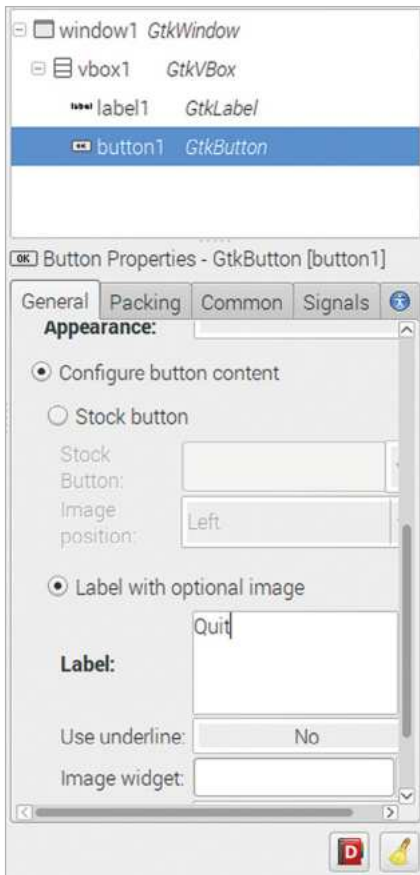 window1 GtkWindow
vbox1 GtkVBox
label label1 GtkLabel
OK button1 GtkButton
OK Button Properties - GtkButton [button1]
General Packing Common Signals
Appearance:
Configure button content
Stock button
Stock
Button:
Image
position:
Left
Label with optional image
Quit
Label:
Use underline: No
Image widget:
D